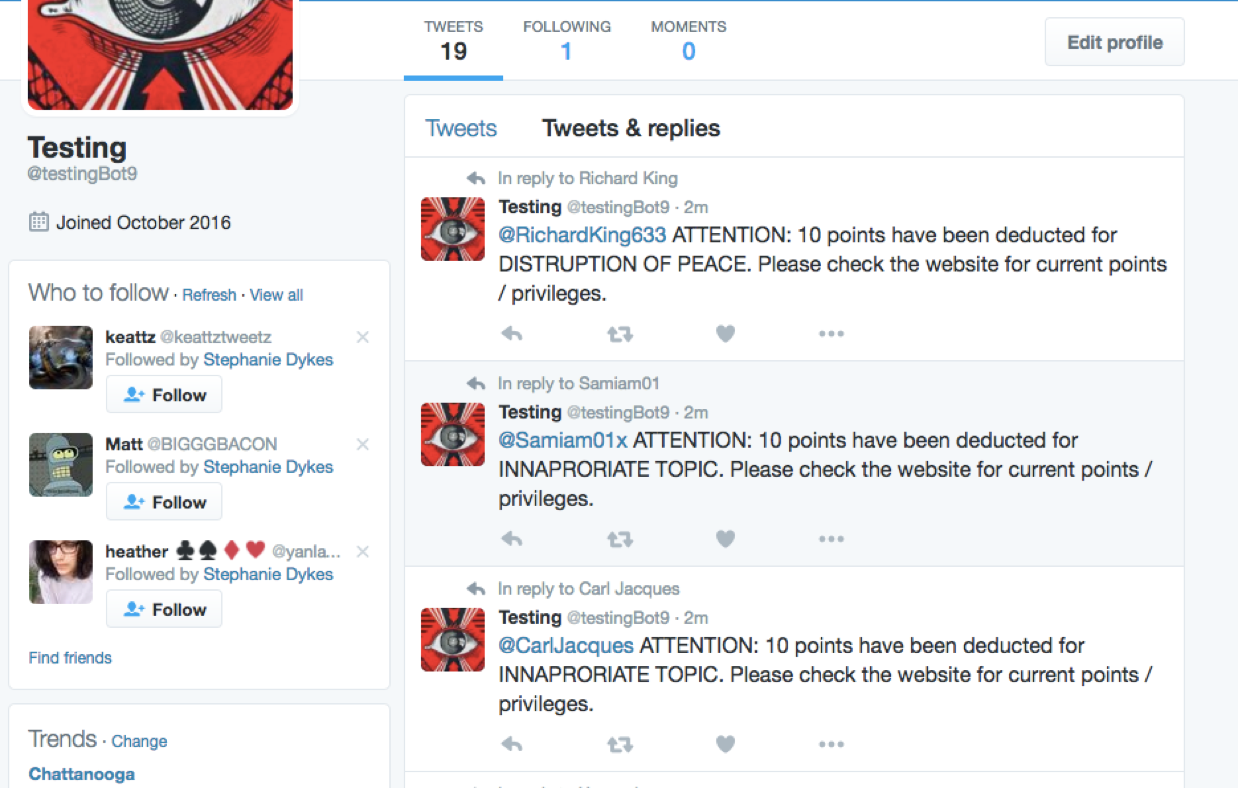 TWEETS FOLLOWING MOMENTS
19 1 0
Edit profile
Testing
@testingBot9
Joined October 2016
Who to follow · Refresh · View all
keattz @keattztweetz
Followed by Stephanie Dykes
Follow
Matt @BIGGGBACON
Followed by Stephanie Dykes
Follow
heather ♣♠♦♥ @yanla...
Followed by Stephanie Dykes
Follow
Find friends
Trends · Change
Chattanooga
Tweets Tweets & replies
In reply to Richard King
Testing @testingBot9 · 2m
@RichardKing633 ATTENTION: 10 points have been deducted for
DISTRUPTION OF PEACE. Please check the website for current points
/ privileges.
In reply to Samiam01
Testing @testingBot9 · 2m
@Samiam01x ATTENTION: 10 points have been deducted for
INNAPRORIATE TOPIC. Please check the website for current points /
privileges.
In reply to Carl Jacques
Testing @testingBot9 · 2m
@CarlJacques ATTENTION: 10 points have been deducted for
INNAPRORIATE TOPIC. Please check the website for current points /
privileges.